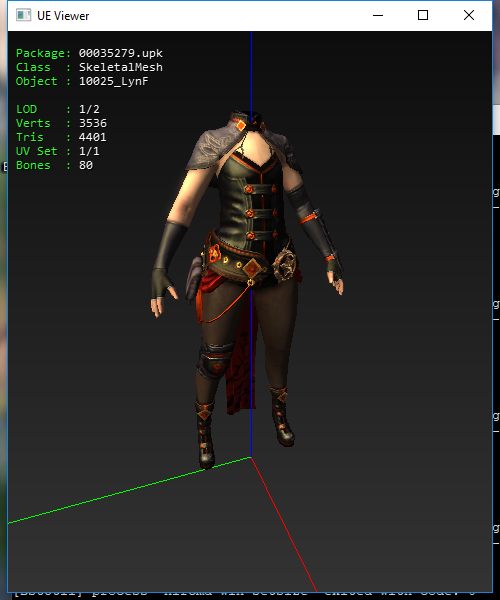 UE Viewer
Package: 00035279.upk
Class : SkeletalMesh
Object : 10025_LynF
LOD : 1/2
Verts : 3536
Tris : 4401
UV Set : 1/1
Bones : 80